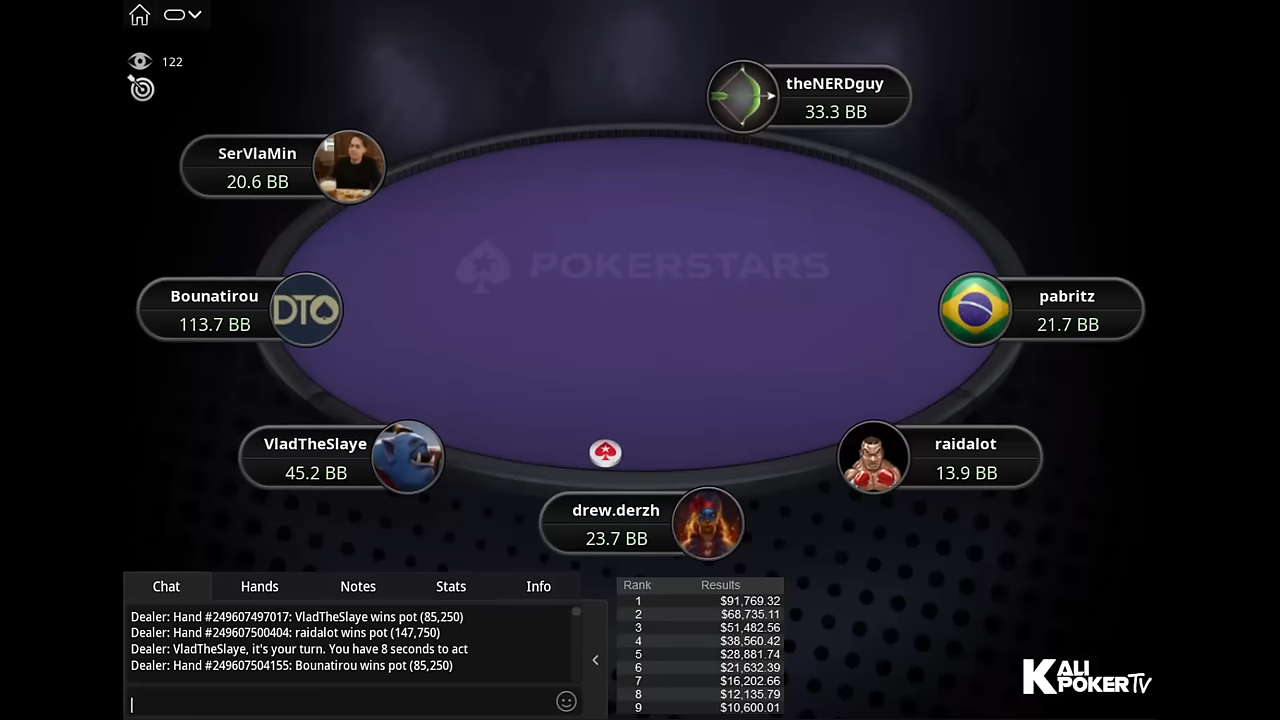 122
theNERDguy
33.3 BB
SerVlaMin
20.6 BB
POKERSTARS
Bounatirou
113.7 BB
DTO
pabritz
21.7 BB
VladTheSlaye
45.2 BB
raidalot
13.9 BB
drew.derzh
23.7 BB
Chat Hands Notes Stats Info
Dealer: Hand #249607497017: VladTheSlaye wins pot (85,250)
Dealer: Hand #249607500404: raidalot wins pot (147,750)
Dealer: VladTheSlaye, it's your turn. You have 8 seconds to act
Dealer: Hand #249607504155: Bounatirou wins pot (85,250)
Rank Results
1 $91,769.32
2 $68,735.11
3 $51,482.56
4 $38,560.42
5 $28,881.74
6 $21,632.39
7 $16,202.66
8 $12,135.79
9 $10,600.01
KALI
POKER TV